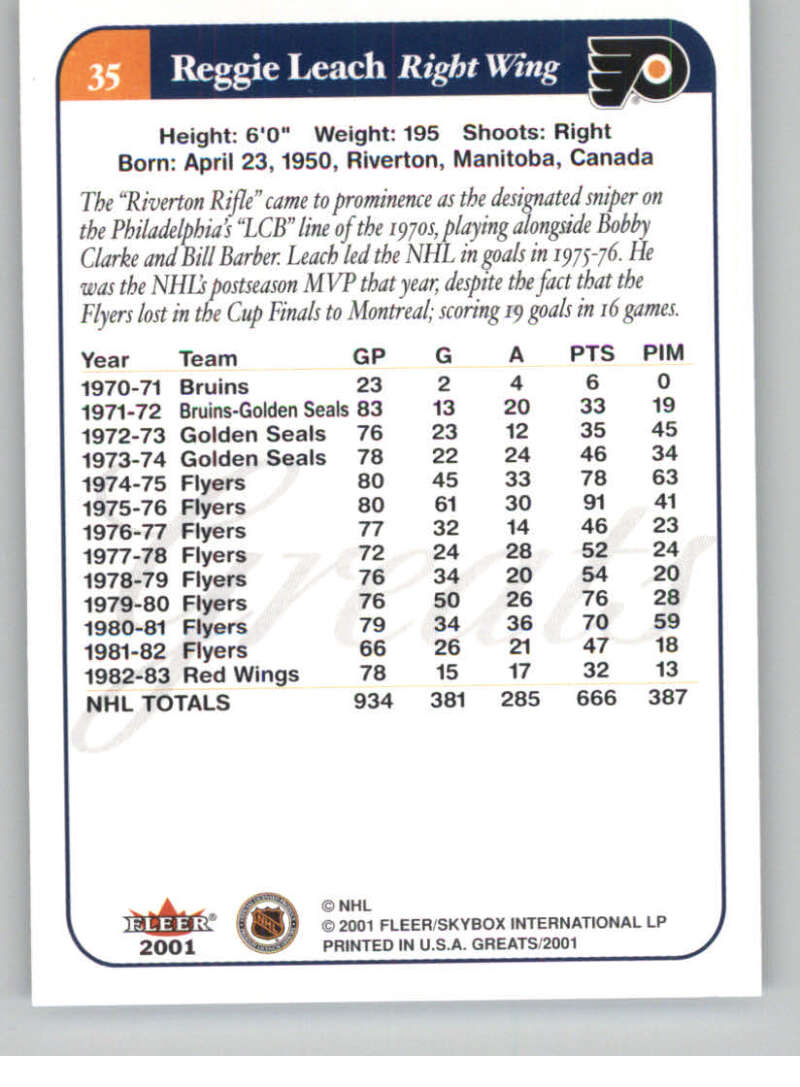 35 Reggie Leach Right Wing
Height: 6'0" Weight: 195 Shoots: Right
Born: April 23, 1950, Riverton, Manitoba, Canada
The "Riverton Rifle" came to prominence as the designated sniper on
the Philadelphia's "LCB" line of the 1970s, playing alongside Bobby
Clarke and Bill Barber. Leach led the NHL in goals in 1975-76. He
was the NHL's postseason MVP that year, despite the fact that the
Flyers lost in the Cup Finals to Montreal; scoring 19 goals in 16 games.
Year Team GP G A PTS PIM
1970-71 Bruins 23 2 4 6 0
1971-72 Bruins-Golden Seals 83 13 20 33 19
1972-73 Golden Seals 76 23 12 35 45
1973-74 Golden Seals 78 22 24 46 34
1974-75 Flyers 80 45 33 78 63
1975-76 Flyers 80 61 30 91 41
1976-77 Flyers 77 32 14 46 23
1977-78 Flyers 72 24 28 52 24
1978-79 Flyers 76 34 20 54 20
1979-80 Flyers 76 50 26 76 28
1980-81 Flyers 79 34 36 70 59
1981-82 Flyers 66 26 21 47 18
1982-83 Red Wings 78 15 17 32 13
NHL TOTALS 934 381 285 666 387
Greats
FLEER®
2001
NHL
© NHL
© 2001 FLEER/SKYBOX INTERNATIONAL LP
PRINTED IN U.S.A. GREATS/2001